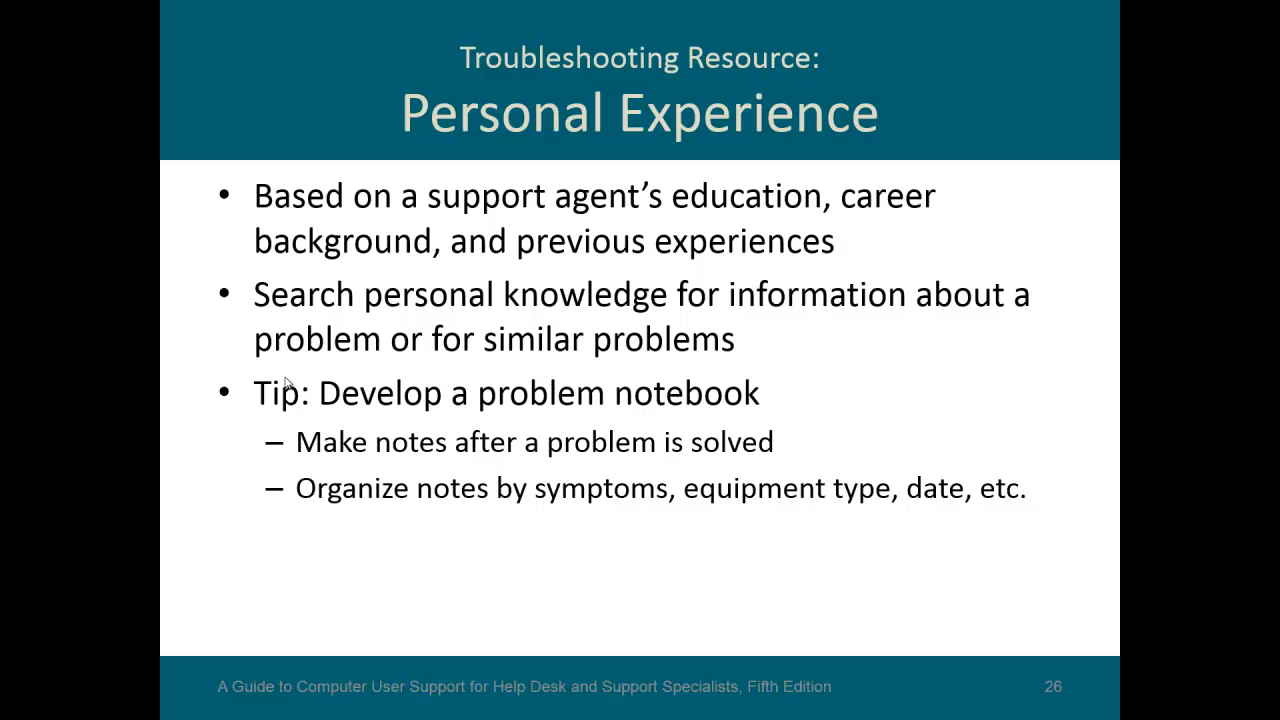 Troubleshooting Resource:
Personal Experience
• Based on a support agent’s education, career
background, and previous experiences
• Search personal knowledge for information about a
problem or for similar problems
• Tip: Develop a problem notebook
– Make notes after a problem is solved
– Organize notes by symptoms, equipment type, date, etc.
A Guide to Computer User Support for Help Desk and Support Specialists, Fifth Edition
26